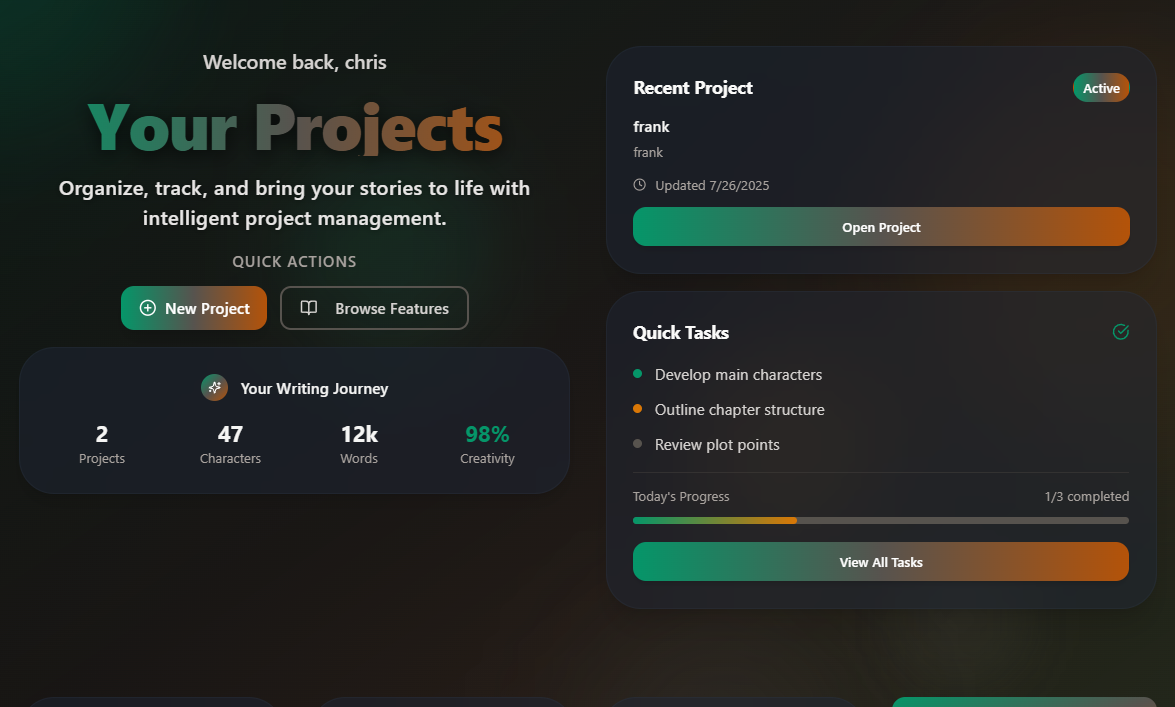 Welcome back, chris
Your Projects
Organize, track, and bring your stories to life with
intelligent project management.
QUICK ACTIONS
New Project
Browse Features
Your Writing Journey
2
47
12k
98%
Projects
Characters
Words
Creativity
Recent Project
Active
frank
frank
Updated 7/26/2025
Open Project
Quick Tasks
Develop main characters
Outline chapter structure
Review plot points
Today's Progress
1/3 completed
View All Tasks